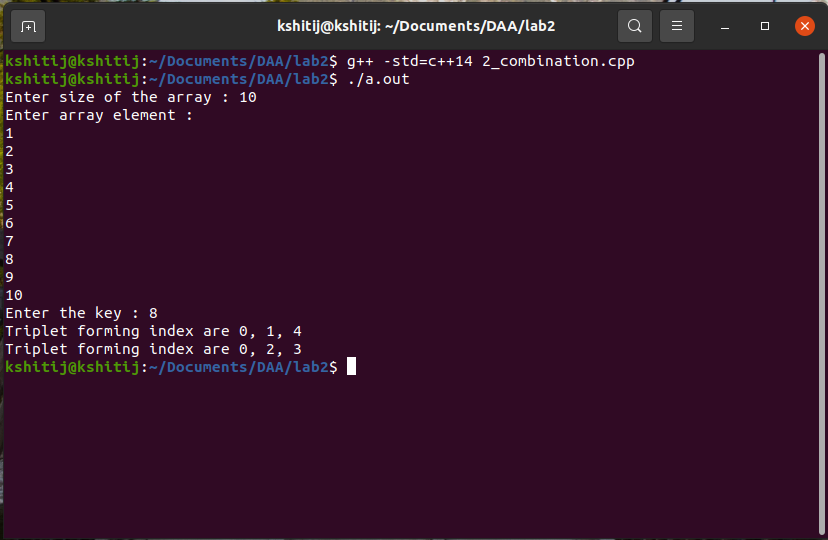 kshitij@kshitij: ~/Documents/DAA/lab2
kshitij@kshitij:~/Documents/DAA/lab2$ g++ -std=c++14 2_combination.cpp
kshitij@kshitij:~/Documents/DAA/lab2$ ./a.out
Enter size of the array : 10
Enter array element :
1
2
3
4
5
6
7
8
9
10
Enter the key : 8
Triplet forming index are 0, 1, 4
Triplet forming index are 0, 2, 3
kshitij@kshitij:~/Documents/DAA/lab2$